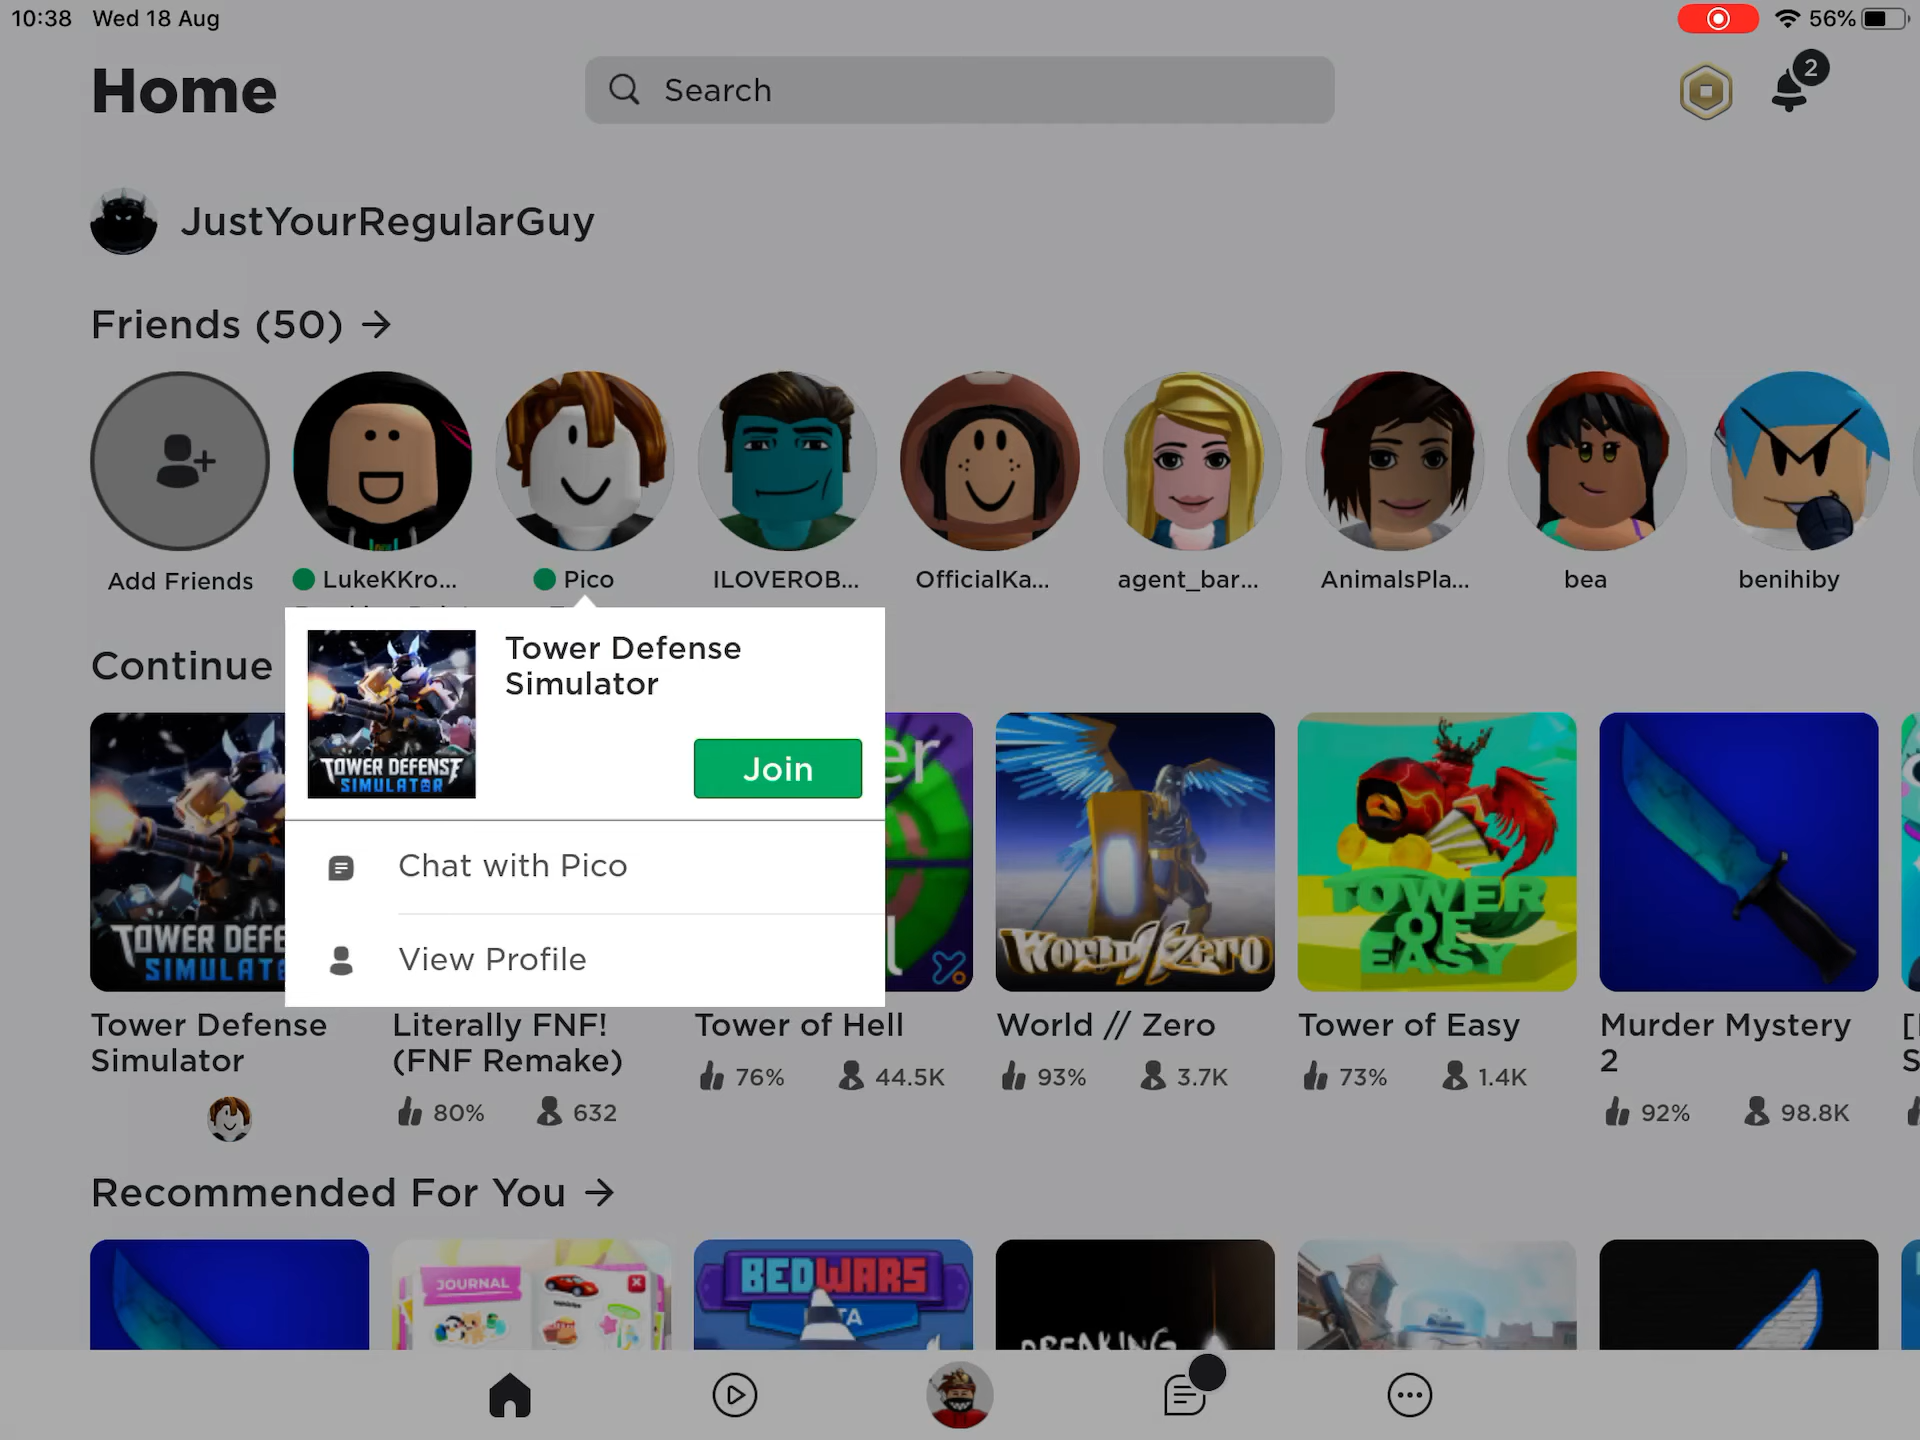 10:38 Wed 18 Aug 56%
Home
Search
2
JustYourRegularGuy
Friends (50) →
Add Friends
LukeKKro...
Pico
ILOVEROB...
OfficialKa...
agent_bar...
AnimalsPla...
bea
benihiby
Tower Defense
Simulator
TOWER DEFENSE
SIMULATOR
Join
Chat with Pico
View Profile
Continue
TOWER DEFE
SIMULAT
er
l
World // Zero
TOWER
OF
EASY
Tower Defense
Simulator
Literally FNF!
(FNF Remake)
80% 632
Tower of Hell
76% 44.5K
World // Zero
93% 3.7K
Tower of Easy
73% 1.4K
Murder Mystery
2
92% 98.8K
[
S
Recommended For You →
JOURNAL
BEDWARS
TA
BREAKING